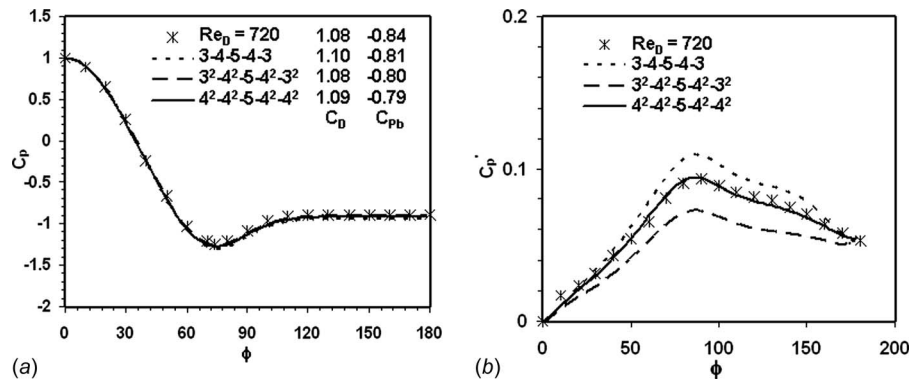 1.5
1
0.5
0
-0.5
-1
-1.5
-2
Cp
Re_D = 720 1.08 -0.84
3-4-5-4-3 1.10 -0.81
3²-4²-5-4²-3² 1.08 -0.80
4²-4²-5-4²-4² 1.09 -0.79
C_D C_Pb
0 30 60 90 120 150 180
ϕ
(a)
0.2
0.1
0
Cp'
Re_D = 720
3-4-5-4-3
3²-4²-5-4²-3²
4²-4²-5-4²-4²
0 50 100 150 200
ϕ
(b)